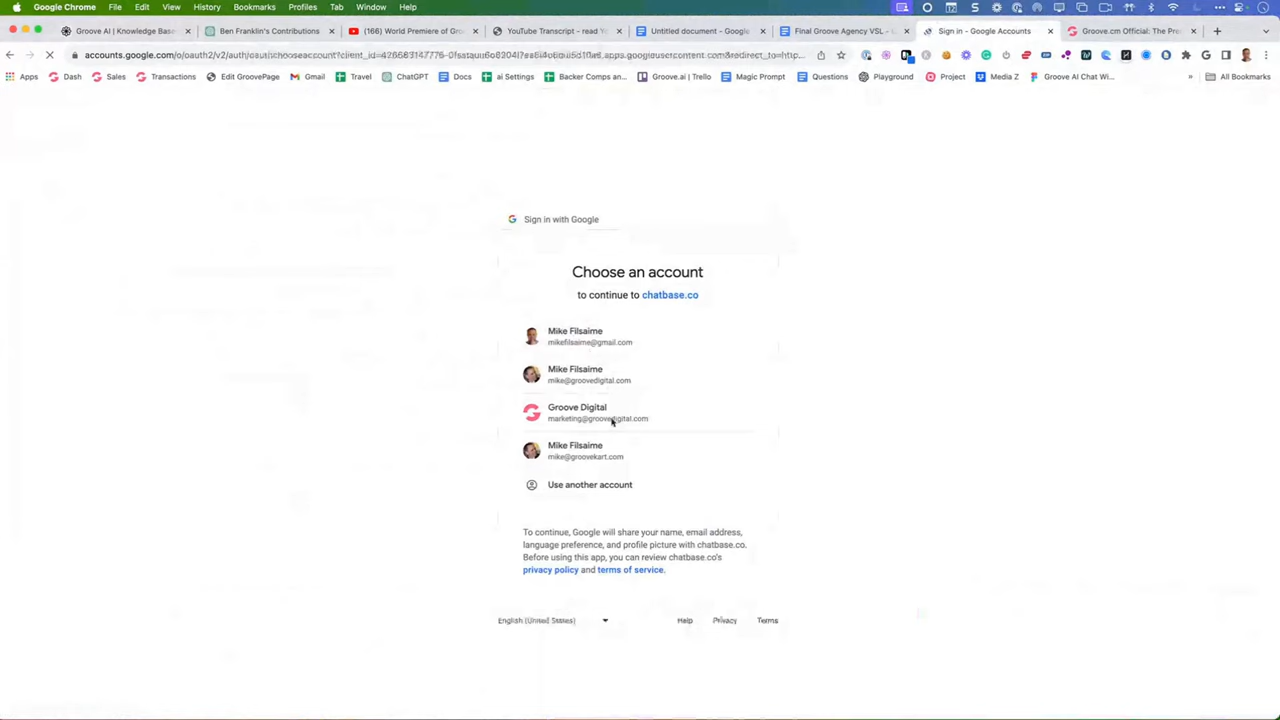 Google Chrome File Edit View History Bookmarks Profiles Tab Window Help
Groove AI | Knowledge Base Ben Franklin's Contributions (166) World Premiere of Gr YouTube Transcript - read Y Untitled document - Google Final Groove Agency VSL - G Sign in - Google Accounts Groove.cm Official: The Pre
Apps Dash Sales Transactions Edit GroovePage Gmail Travel ChatGPT Docs ai Settings Backer Comps an... Groove.ai | Trello Magic Prompt Questions Playground Project Media Z Groove AI Chat Wi... » All Bookmarks
Sign in with Google
Choose an account
to continue to chatbase.co
Mike Filsaime
mikefilsaime@gmail.com
Mike Filsaime
mike@groovedigital.com
Groove Digital
marketing@groovedigital.com
Mike Filsaime
mike@groovekart.com
Use another account
To continue, Google will share your name, email address,
language preference, and profile picture with chatbase.co.
Before using this app, you can review chatbase.co's
privacy policy and terms of service.
English (United States) Help Privacy Terms